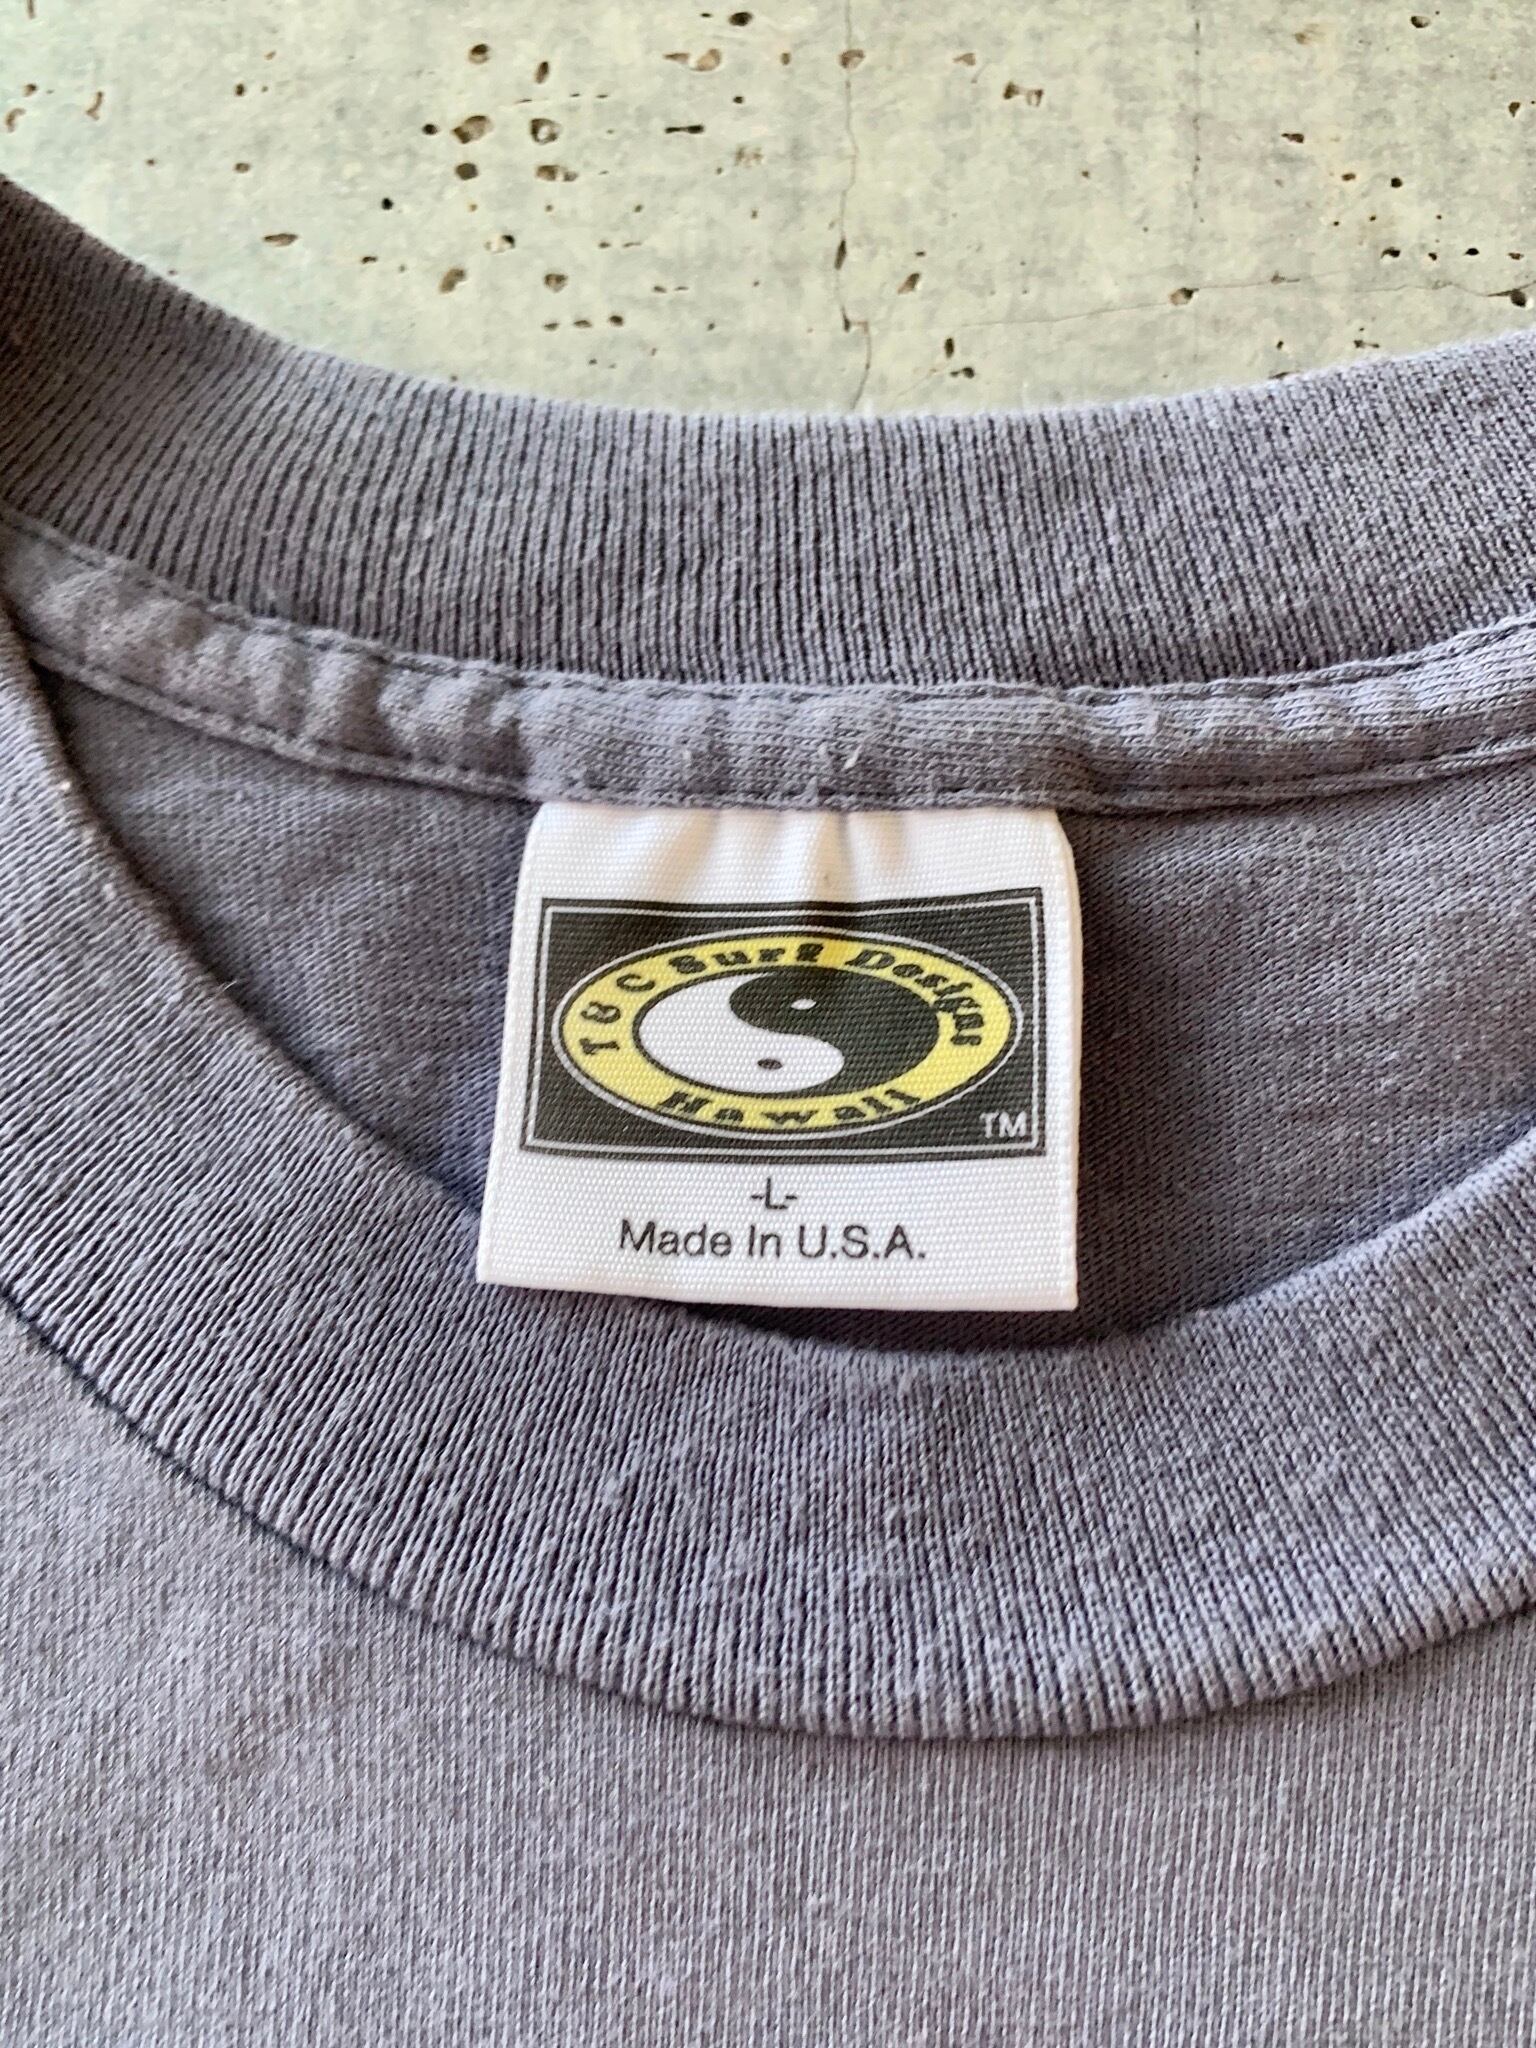 T & C Surf Designs
Hawaii
TM
-L-
Made In U.S.A.